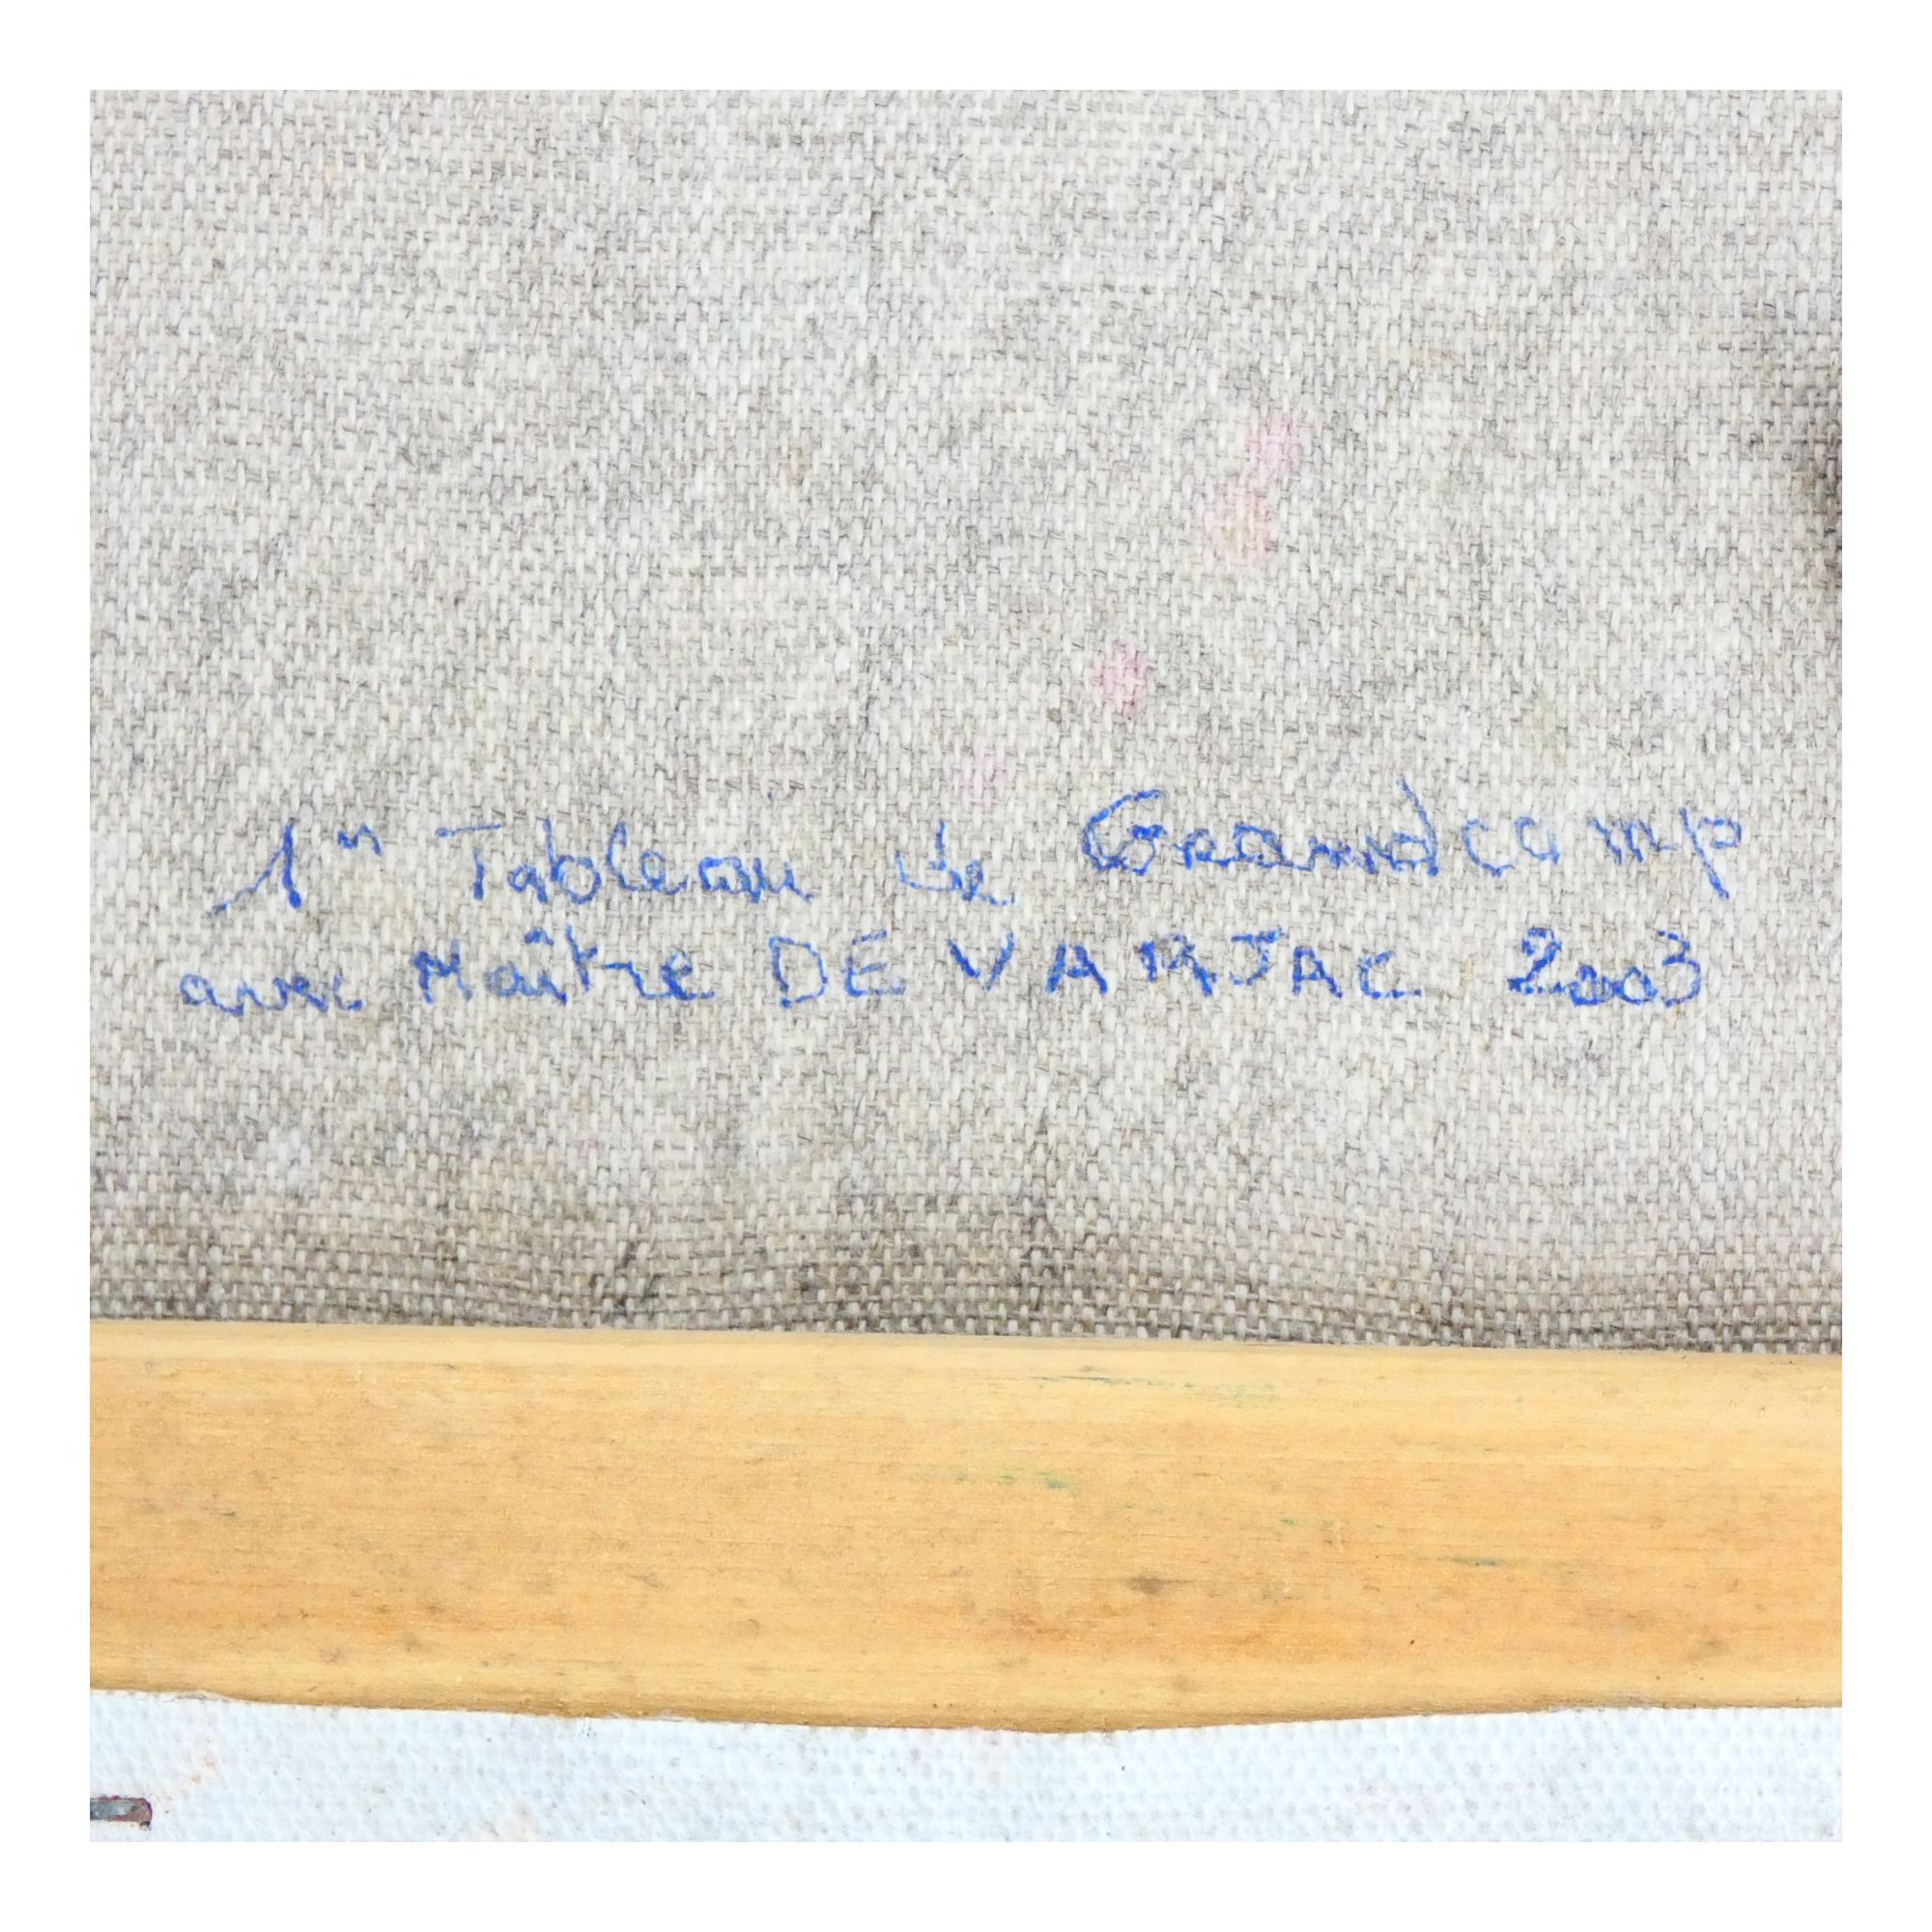 1er Tableau de Grandcamp
avec Maître DE VARJAC 2003